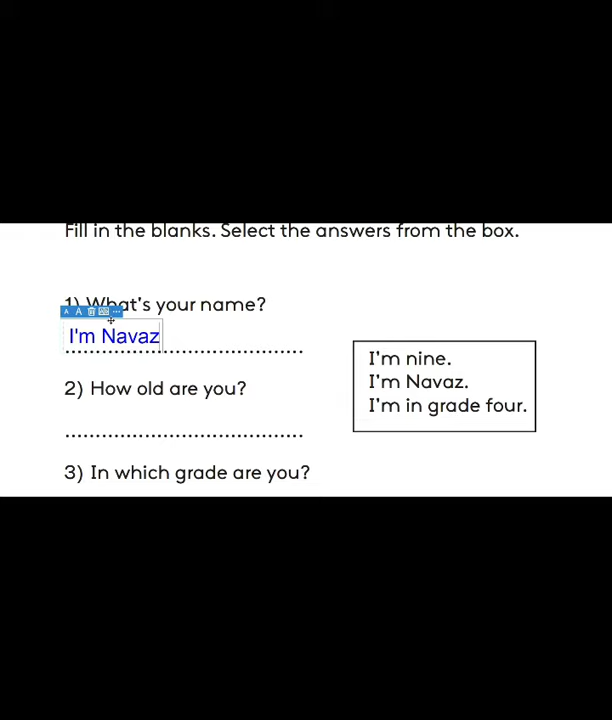 Fill in the blanks. Select the answers from the box.
1) What's your name?
I'm Navaz
2) How old are you?
I'm nine.
I'm Navaz.
I'm in grade four.
3) In which grade are you?